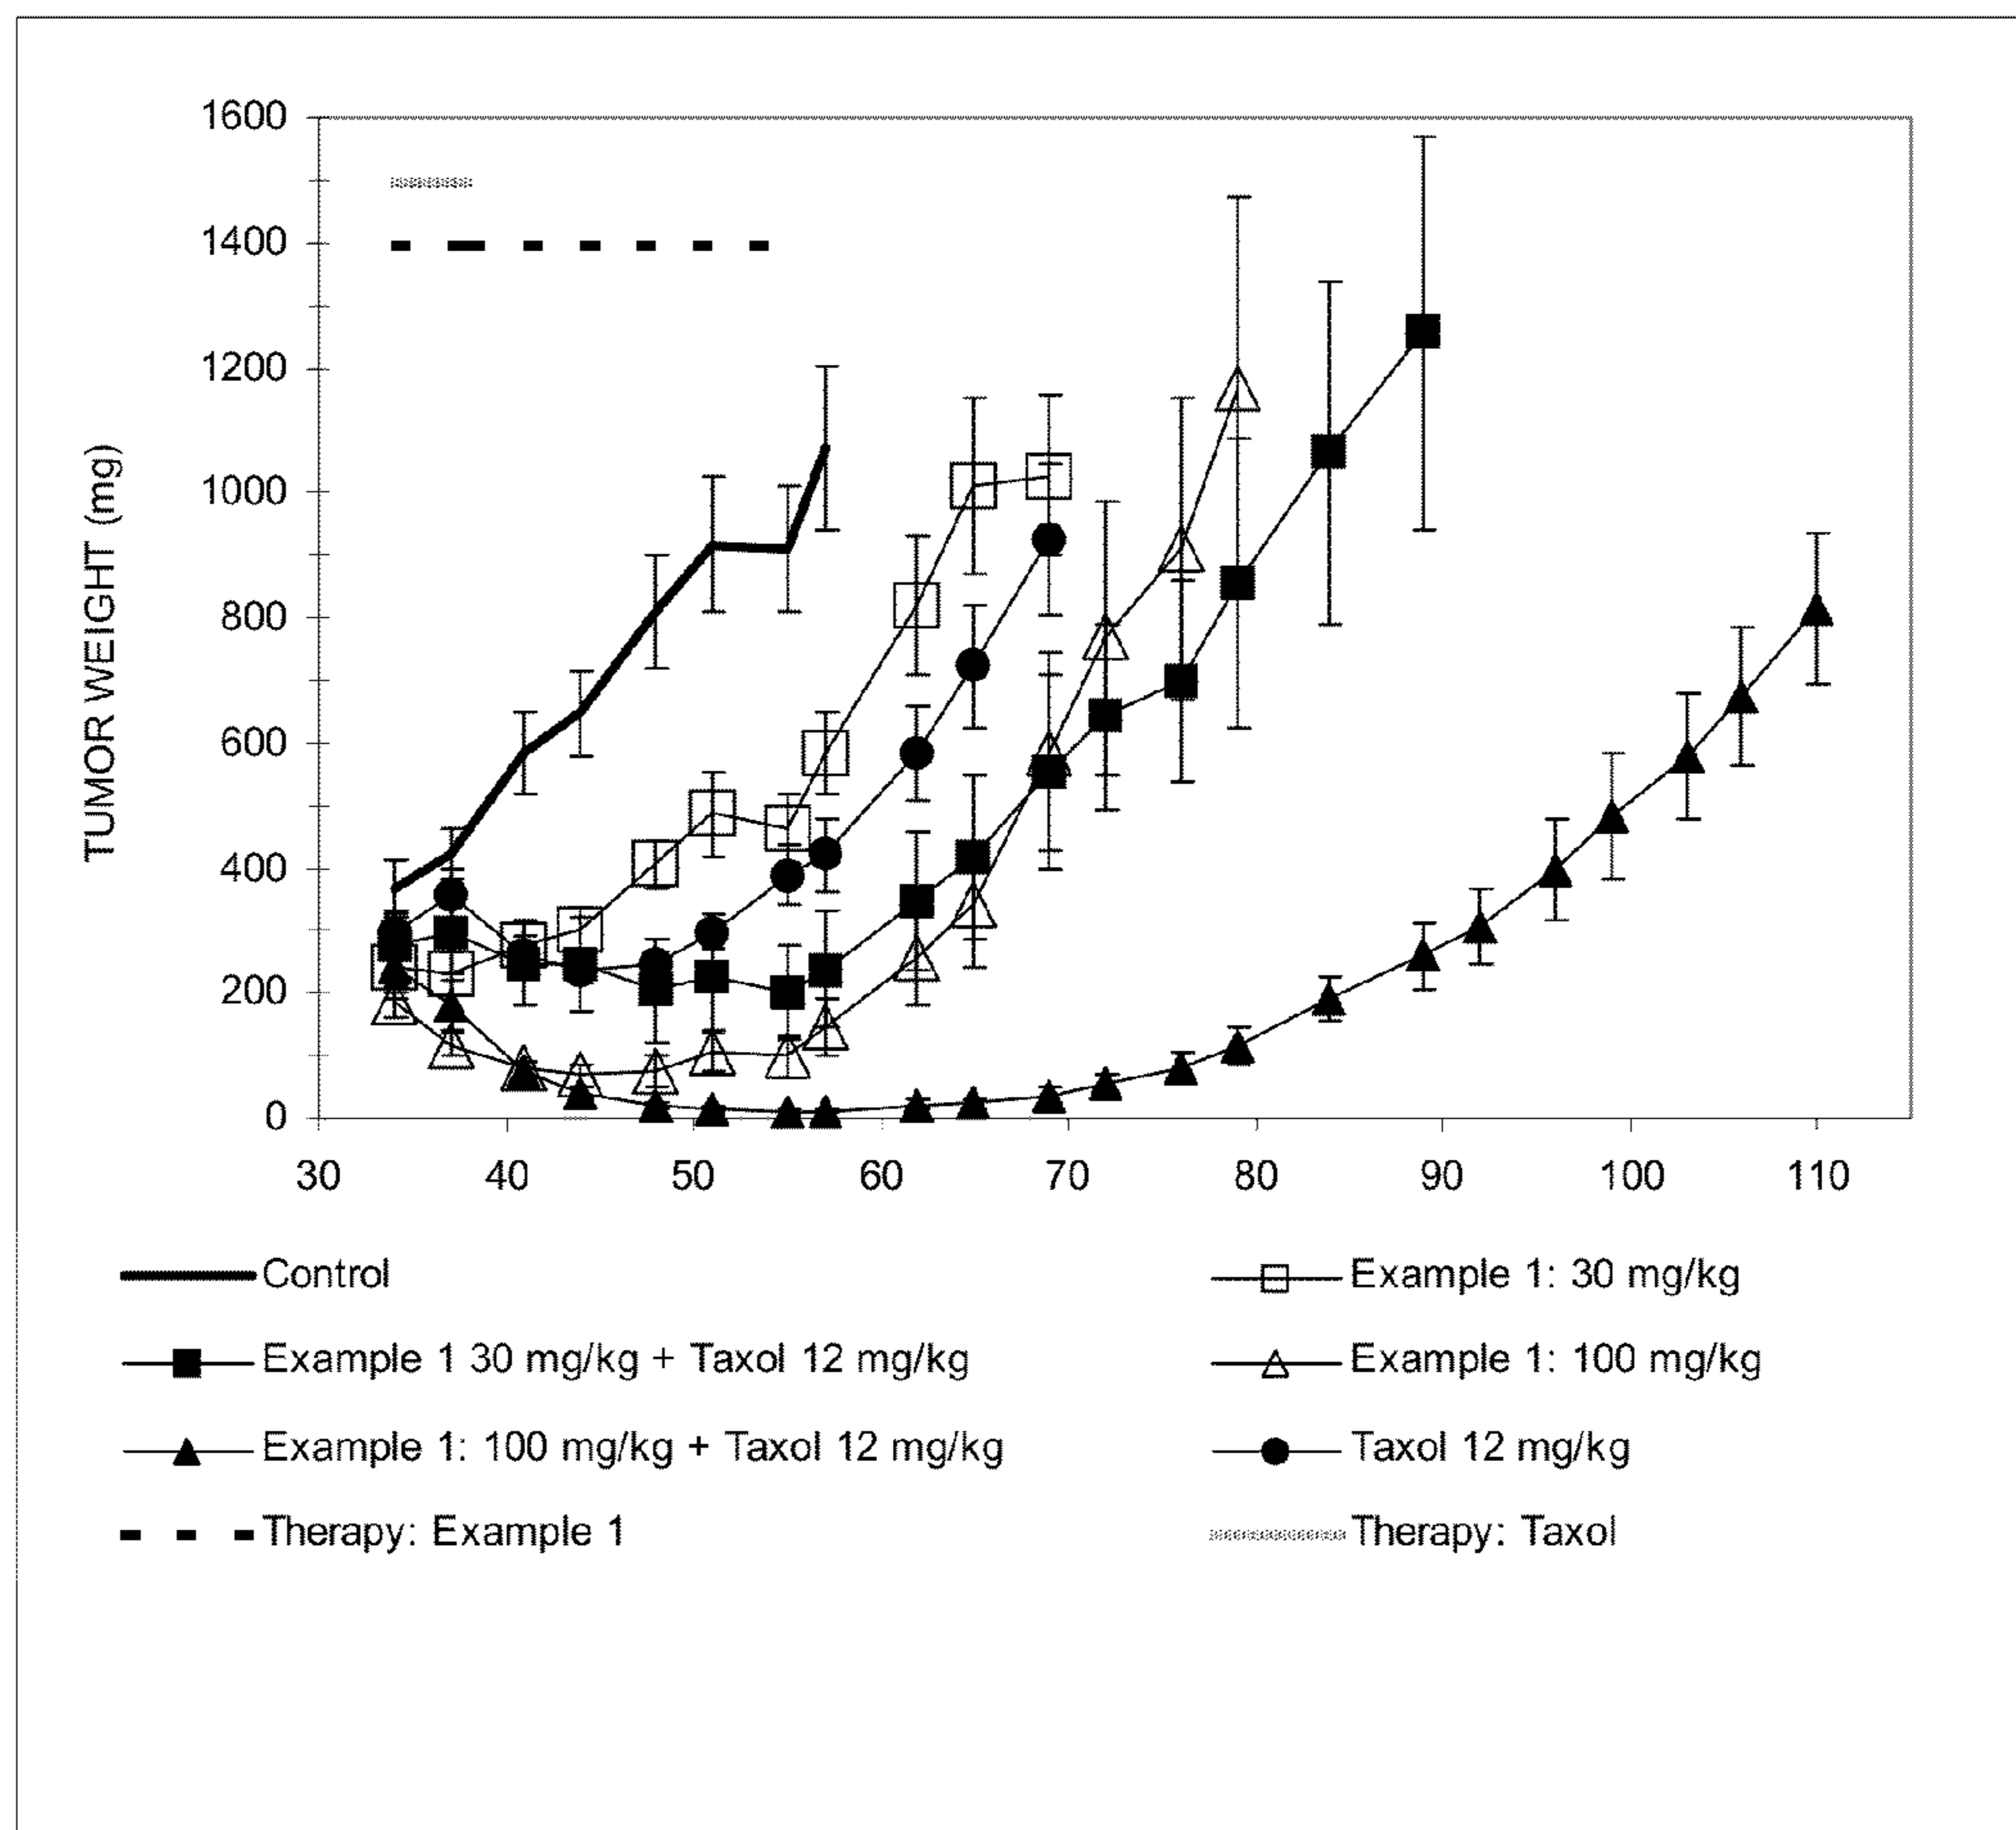 1600
1400
1200
1000
800
600
400
200
0
TUMOR WEIGHT (mg)
30 40 50 60 70 80 90 100 110
Control
Example 1: 30 mg/kg
Example 1 30 mg/kg + Taxol 12 mg/kg
Example 1: 100 mg/kg
Example 1: 100 mg/kg + Taxol 12 mg/kg
Taxol 12 mg/kg
Therapy: Example 1
Therapy: Taxol